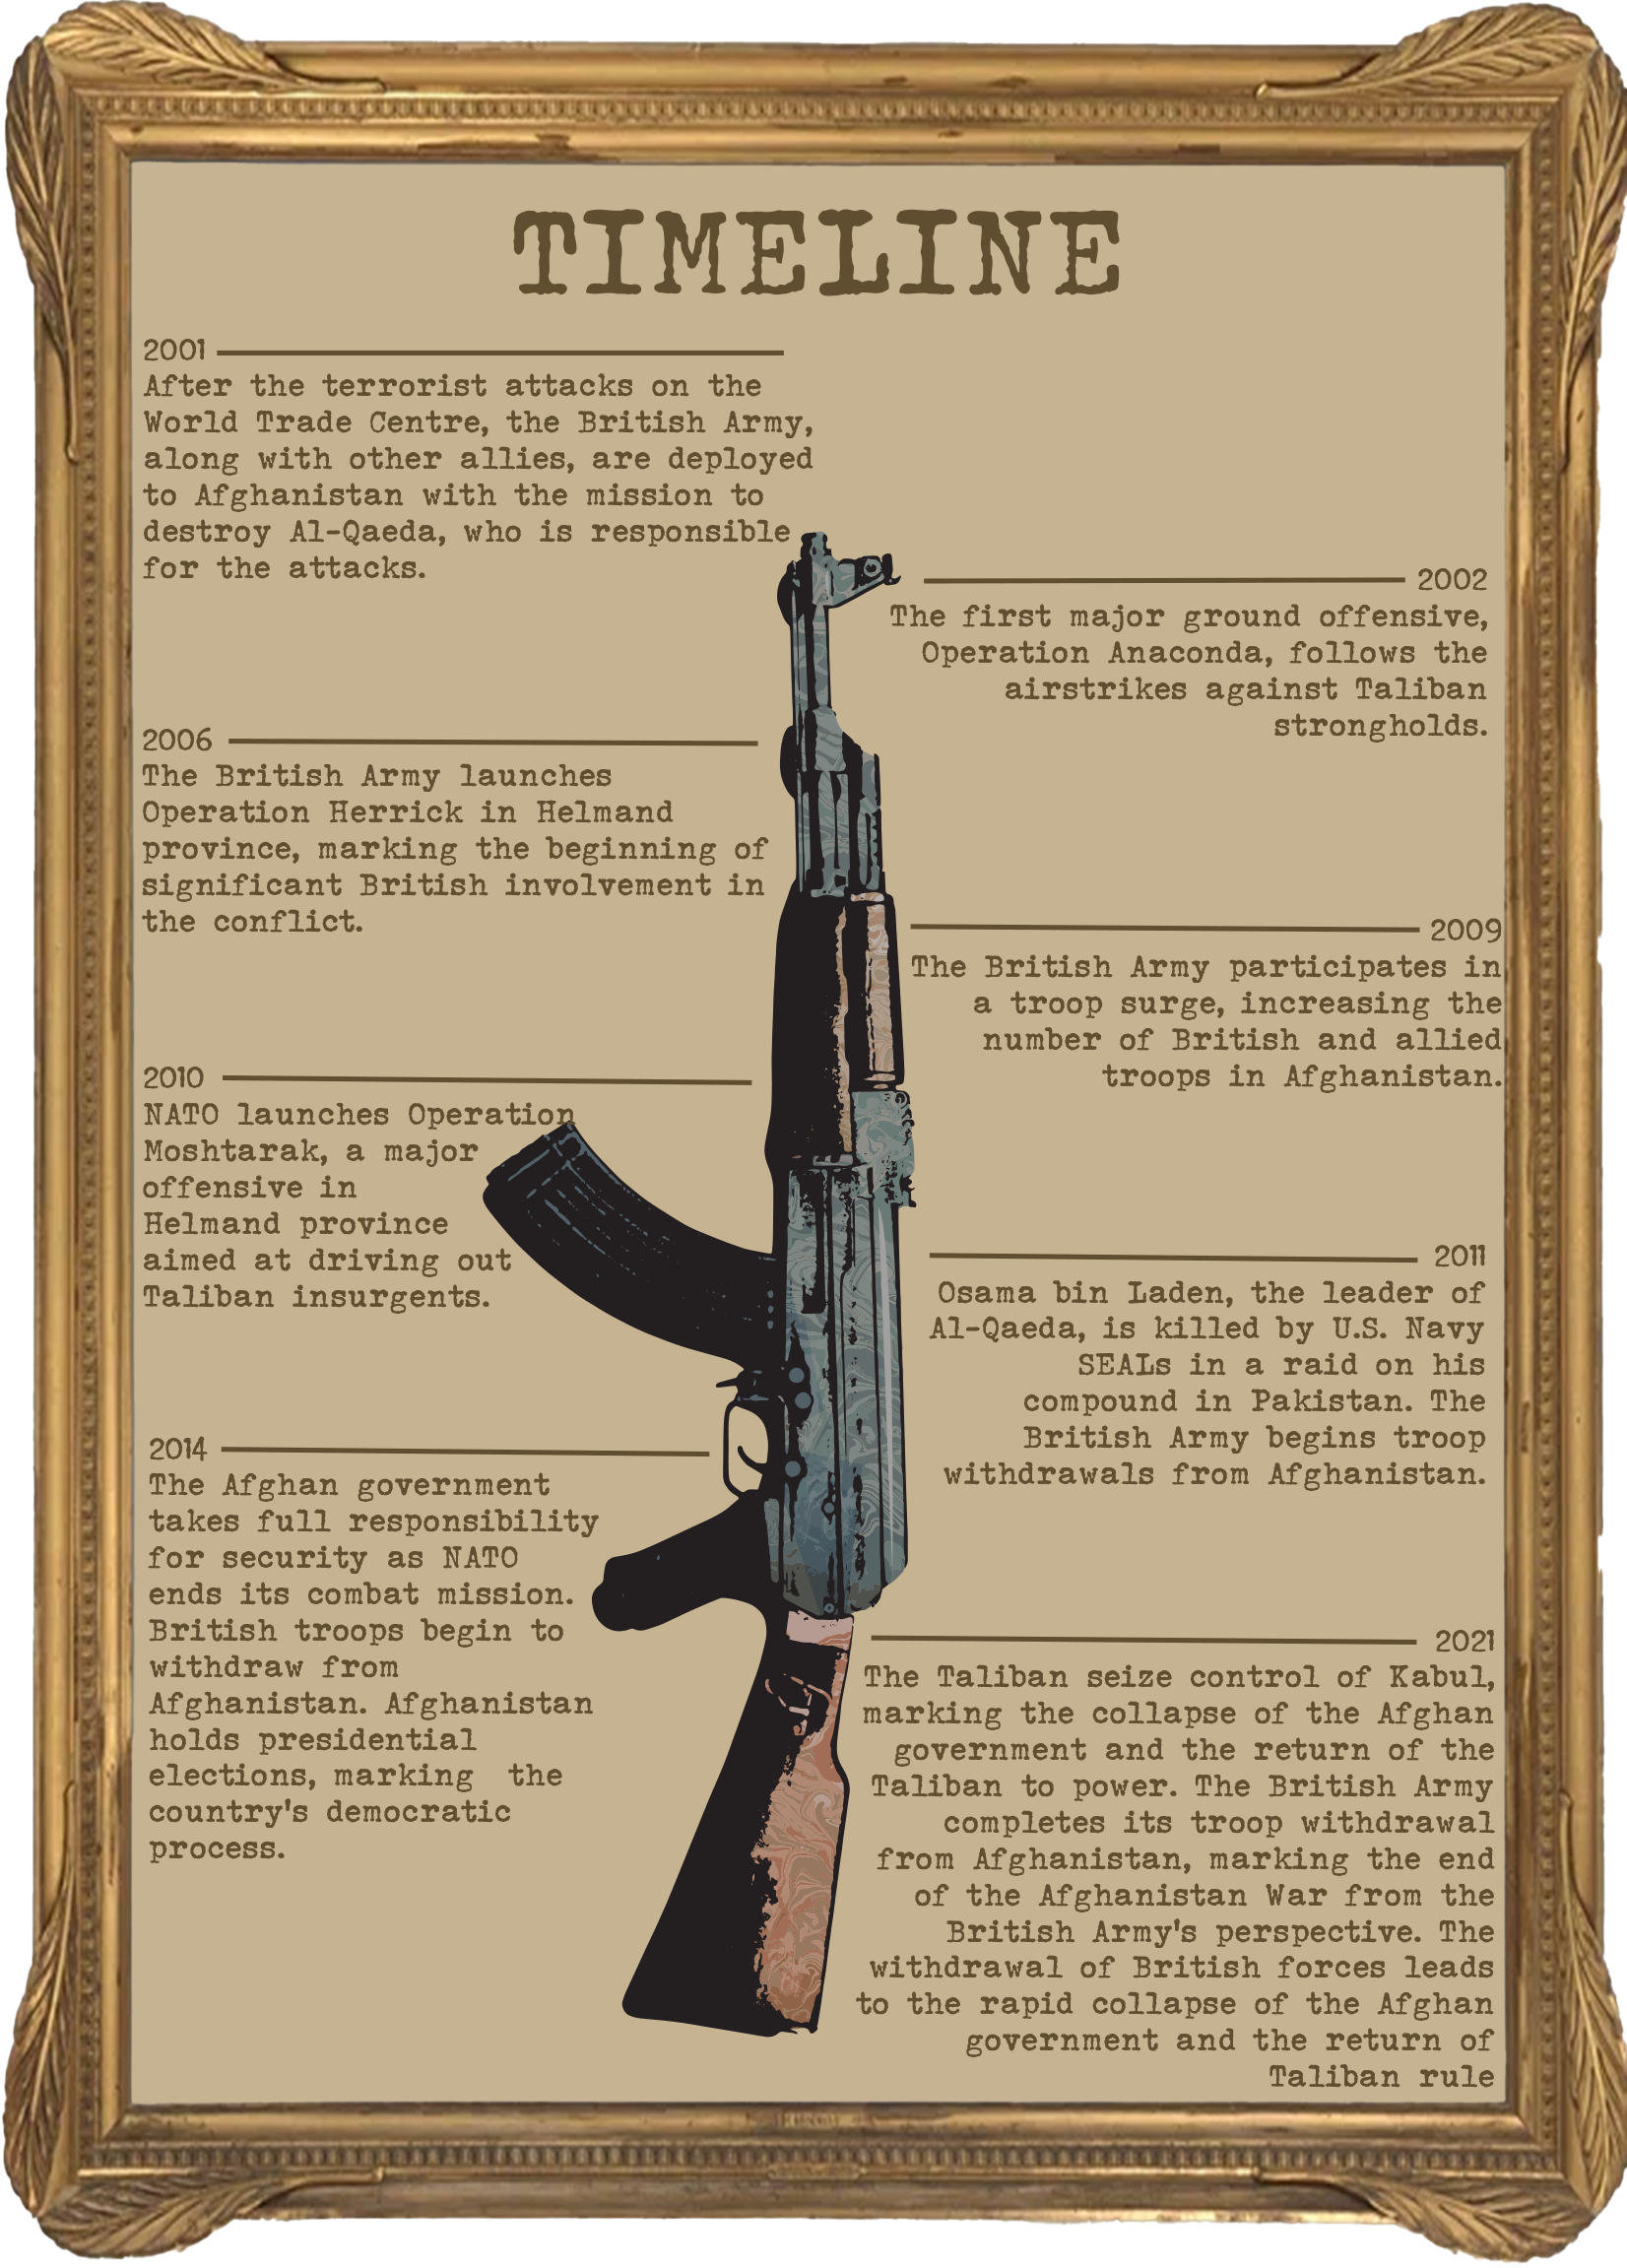 TIMELINE
2001
After the terrorist attacks on the
World Trade Centre, the British Army,
along with other allies, are deployed
to Afghanistan with the mission to
destroy Al-Qaeda, who is responsible
for the attacks.
2002
The first major ground offensive,
Operation Anaconda, follows the
airstrikes against Taliban
strongholds.
2006
The British Army launches
Operation Herrick in Helmand
province, marking the beginning of
significant British involvement in
the conflict.
2009
The British Army participates in
a troop surge, increasing the
number of British and allied
troops in Afghanistan.
2010
NATO launches Operation
Moshtarak, a major
offensive in
Helmand province
aimed at driving out
Taliban insurgents.
2011
Osama bin Laden, the leader of
Al-Qaeda, is killed by U.S. Navy
SEALs in a raid on his
compound in Pakistan. The
British Army begins troop
withdrawals from Afghanistan.
2014
The Afghan government
takes full responsibility
for security as NATO
ends its combat mission.
British troops begin to
withdraw from
Afghanistan. Afghanistan
holds presidential
elections, marking  the
country's democratic
process.
2021
The Taliban seize control of Kabul,
marking the collapse of the Afghan
government and the return of the
Taliban to power. The British Army
completes its troop withdrawal
from Afghanistan, marking the end
of the Afghanistan War from the
British Army's perspective. The
withdrawal of British forces leads
to the rapid collapse of the Afghan
government and the return of
Taliban rule